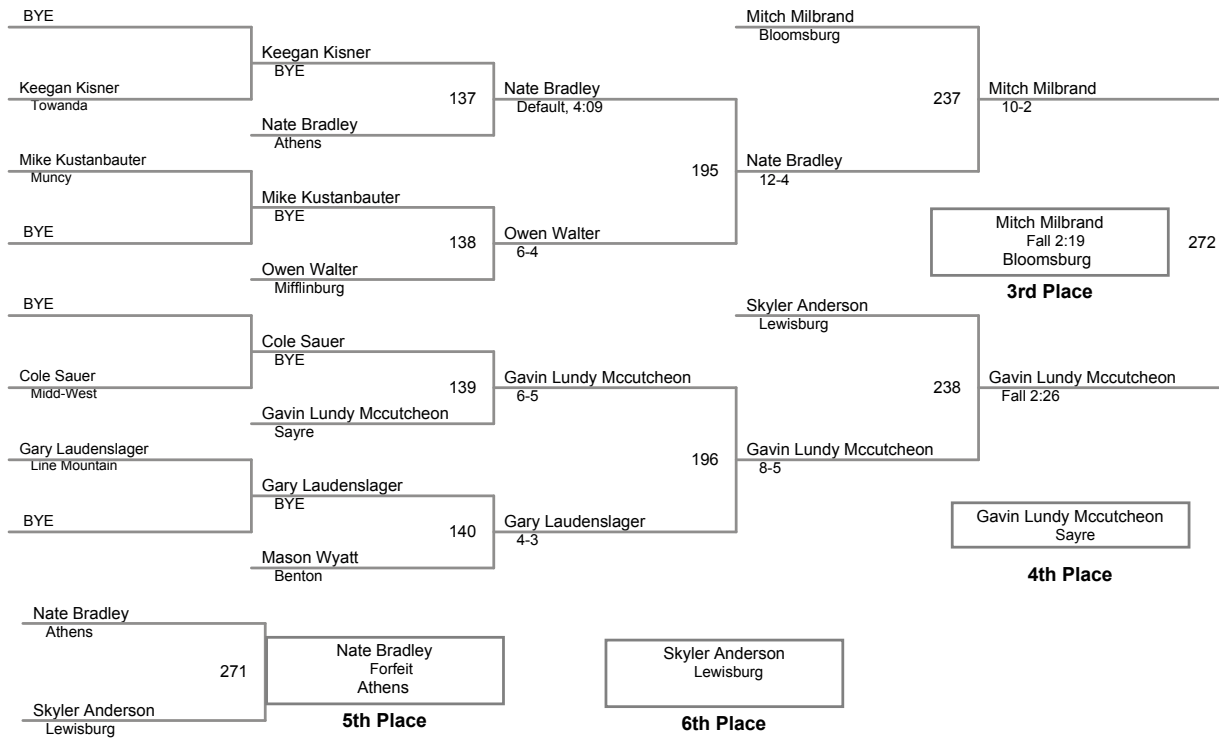 BYE
Keegan Kisner
Towanda
Mike Kustanbauter
Muncy
BYE
BYE
Cole Sauer
Midd-West
Gary Laudenslager
Line Mountain
BYE
Keegan Kisner
BYE
137
Nate Bradley
Athens
Mike Kustanbauter
BYE
138
Owen Walter
Mifflinburg
Cole Sauer
BYE
139
Gavin Lundy Mccutcheon
Sayre
Gary Laudenslager
BYE
140
Mason Wyatt
Benton
Nate Bradley
Default, 4:09
195
Owen Walter
6-4
Gavin Lundy Mccutcheon
6-5
196
Gary Laudenslager
4-3
Mitch Milbrand
Bloomsburg
237
Nate Bradley
12-4
Skyler Anderson
Lewisburg
238
Gavin Lundy Mccutcheon
8-5
Mitch Milbrand
10-2
Mitch Milbrand
Fall 2:19
Bloomsburg
272
3rd Place
Gavin Lundy Mccutcheon
Fall 2:26
Gavin Lundy Mccutcheon
Sayre
4th Place
Nate Bradley
Athens
271
Skyler Anderson
Lewisburg
Nate Bradley
Forfeit
Athens
5th Place
Skyler Anderson
Lewisburg
6th Place